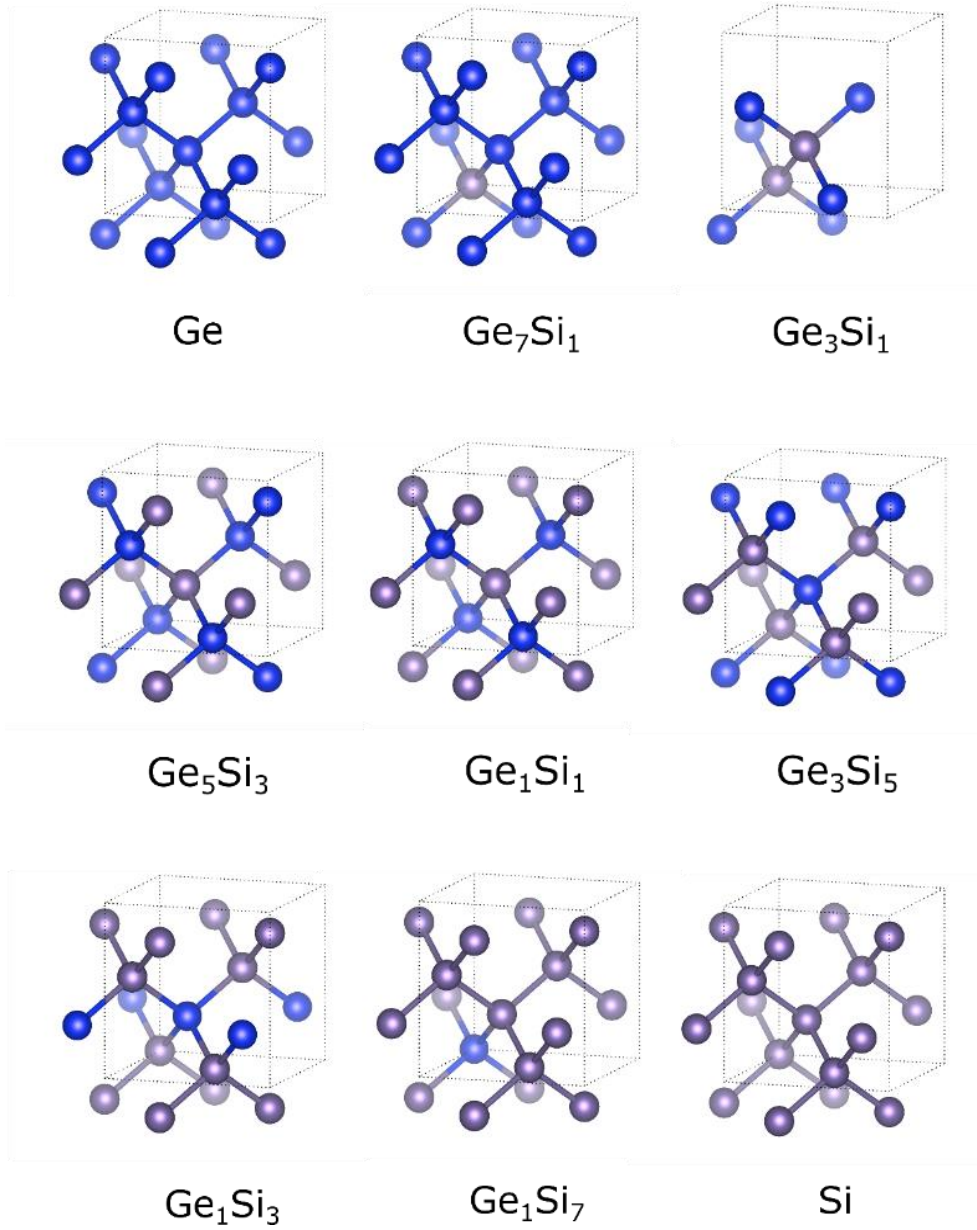 Ge Ge₇Si₁ Ge₃Si₁
Ge₅Si₃ Ge₁Si₁ Ge₃Si₅
Ge₁Si₃ Ge₁Si₇ Si